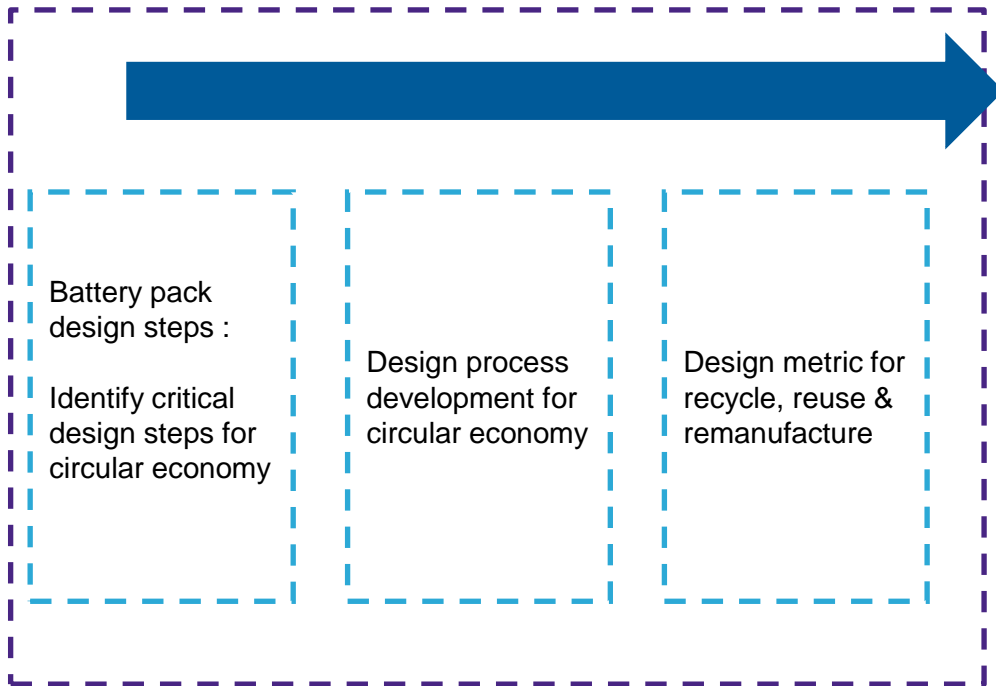 Battery pack
design steps :
Identify critical
design steps for
circular economy
Design process
development for
circular economy
Design metric for
recycle, reuse &
remanufacture